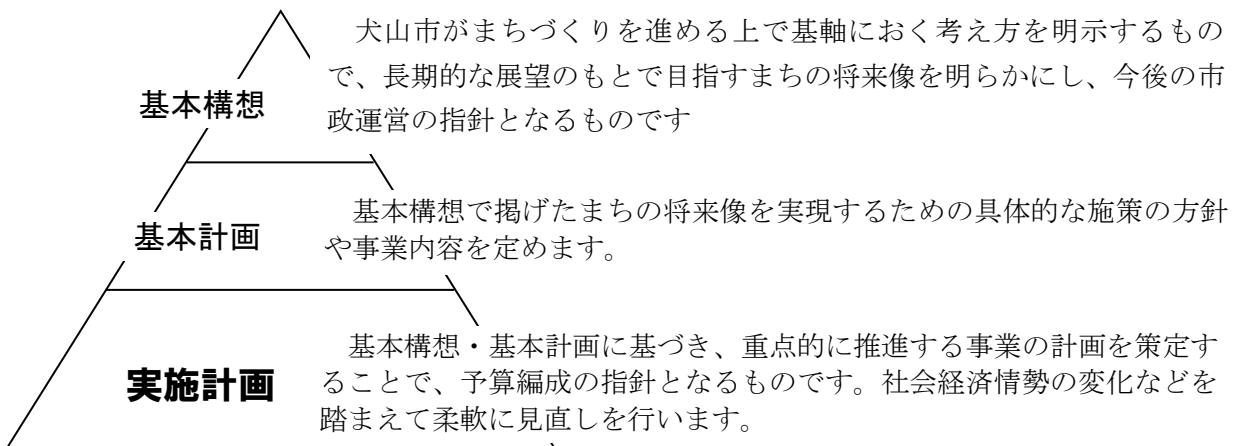 犬山市がまちづくりを進める上で基軸におく考え方を明示するもの
で、長期的な展望のもとで目指すまちの将来像を明らかにし、今後の市
政運営の指針となるものです
基本構想
基本構想で掲げたまちの将来像を実現するための具体的な施策の方針
や事業内容を定めます。
基本計画
基本構想・基本計画に基づき、重点的に推進する事業の計画を策定す
ることで、予算編成の指針となるものです。社会経済情勢の変化などを
踏まえて柔軟に見直しを行います。
実施計画